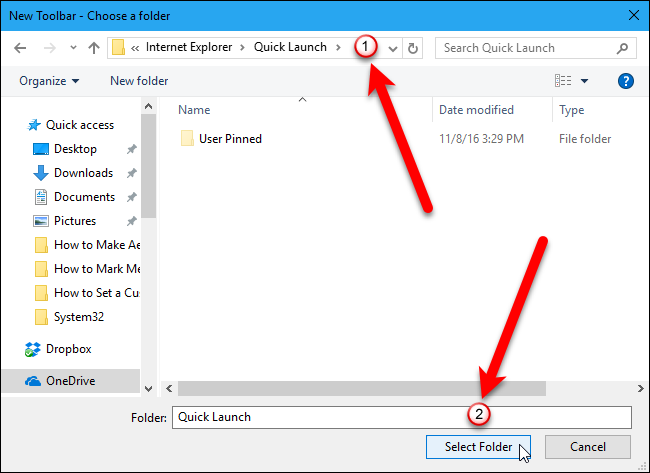 New Toolbar - Choose a folder
« Internet Explorer > Quick Launch > 1
Search Quick Launch
Organize New folder ?
Name Date modified Type
Quick access
Desktop
Downloads
Documents
Pictures
How to Make Ae
How to Mark Me
How to Set a Cu
System32
Dropbox
OneDrive
User Pinned 11/8/16 3:29 PM File folder
2
Folder: Quick Launch
Select Folder Cancel